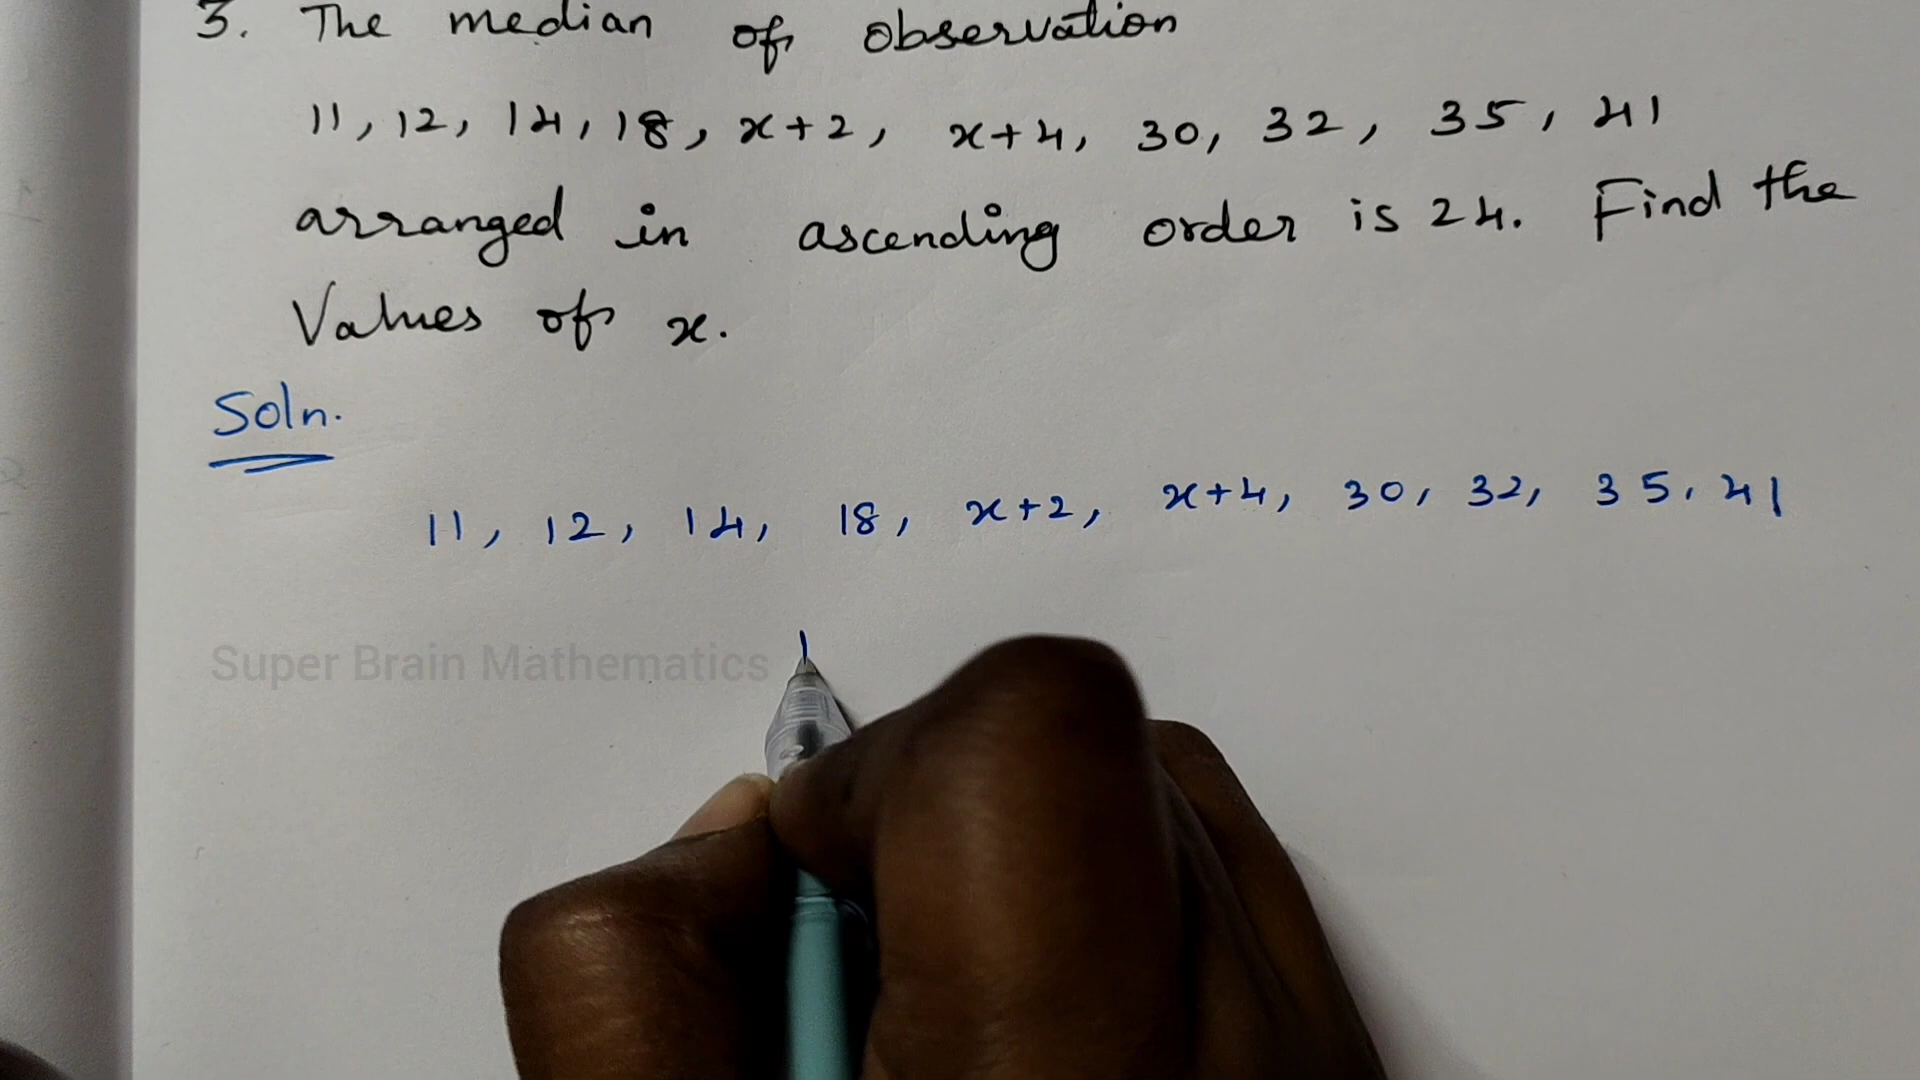 3. The median of observation
11, 12, 14, 18, x+2, x+4, 30, 32, 35, 41
arranged in ascending order is 24. Find the
Values of x.
Soln.
11, 12, 14, 18, x+2, x+4, 30, 32, 35, 41
Super Brain Mathematics